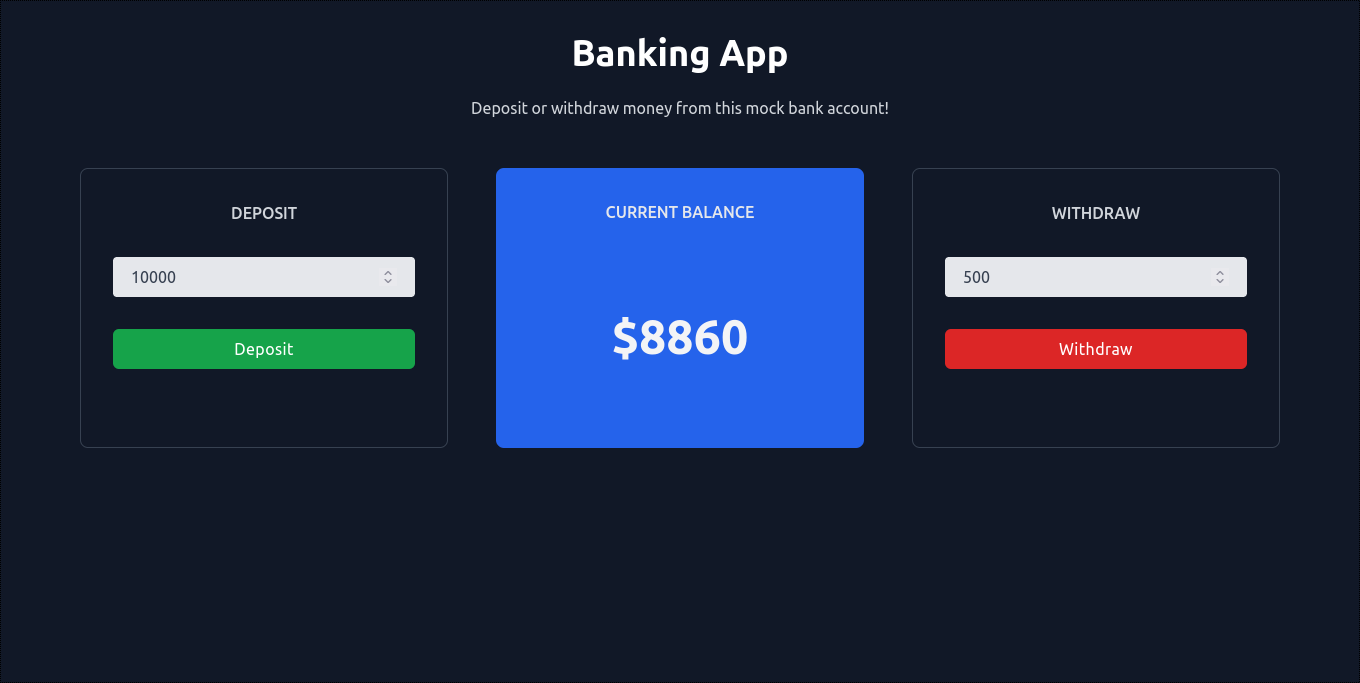 Banking App
Deposit or withdraw money from this mock bank account!
DEPOSIT
10000
Deposit
CURRENT BALANCE
$8860
WITHDRAW
500
Withdraw